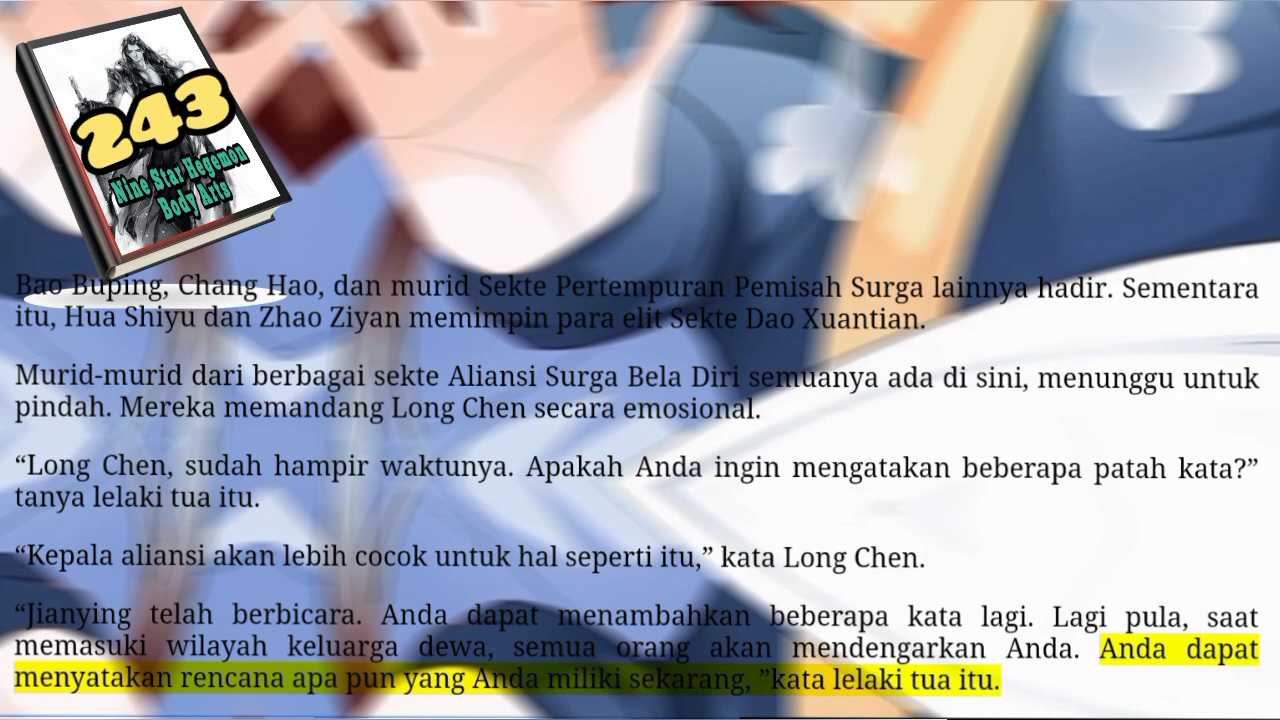 243
Nine Star Hegemon
Body Arts
Bao Buping, Chang Hao, dan murid Sekte Pertempuran Pemisah Surga lainnya hadir. Sementara
itu, Hua Shiyu dan Zhao Ziyan memimpin para elit Sekte Dao Xuantian.
Murid-murid dari berbagai sekte Aliansi Surga Bela Diri semuanya ada di sini, menunggu untuk
pindah. Mereka memandang Long Chen secara emosional.
“Long Chen, sudah hampir waktunya. Apakah Anda ingin mengatakan beberapa patah kata?”
tanya lelaki tua itu.
“Kepala aliansi akan lebih cocok untuk hal seperti itu,” kata Long Chen.
“Jianying telah berbicara. Anda dapat menambahkan beberapa kata lagi. Lagi pula, saat
memasuki wilayah keluarga dewa, semua orang akan mendengarkan Anda. Anda dapat
menyatakan rencana apa pun yang Anda miliki sekarang, ”kata lelaki tua itu.